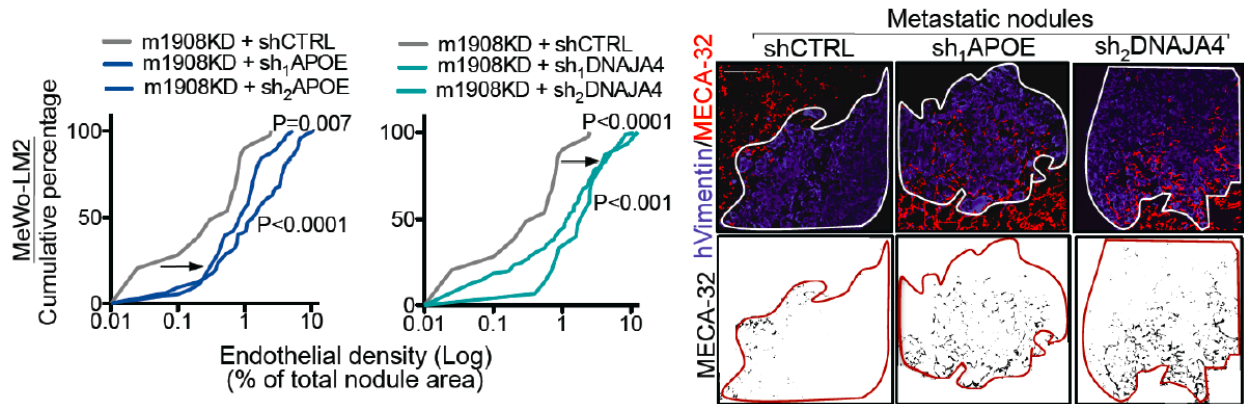 m1908KD + shCTRL
m1908KD + sh₁APOE
m1908KD + sh₂APOE
m1908KD + shCTRL
m1908KD + sh₁DNAJA4
m1908KD + sh₂DNAJA4
MeWo-LM2
Cumulative percentage
100
50
0
0.01 0.1 1 10
P=0.007
P<0.0001
100
50
0
0.01 0.1 1 10
P<0.0001
P<0.001
Endothelial density (Log)
(% of total nodule area)
Metastatic nodules
shCTRL sh₁APOE sh₂DNAJA4
hVimentin/MECA-32
MECA-32